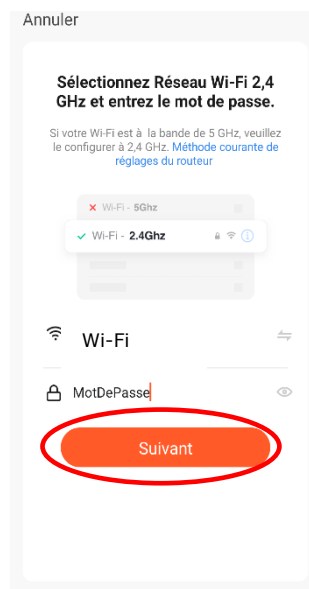 Annuler
Sélectionnez Réseau Wi-Fi 2,4
GHz et entrez le mot de passe.
Si votre Wi-Fi est à la bande de 5 GHz, veuillez
le configurer à 2,4 GHz. Méthode courante de
réglages du routeur
Wi-Fi - 5Ghz
Wi-Fi - 2.4Ghz
Wi-Fi
MotDePasse
Suivant